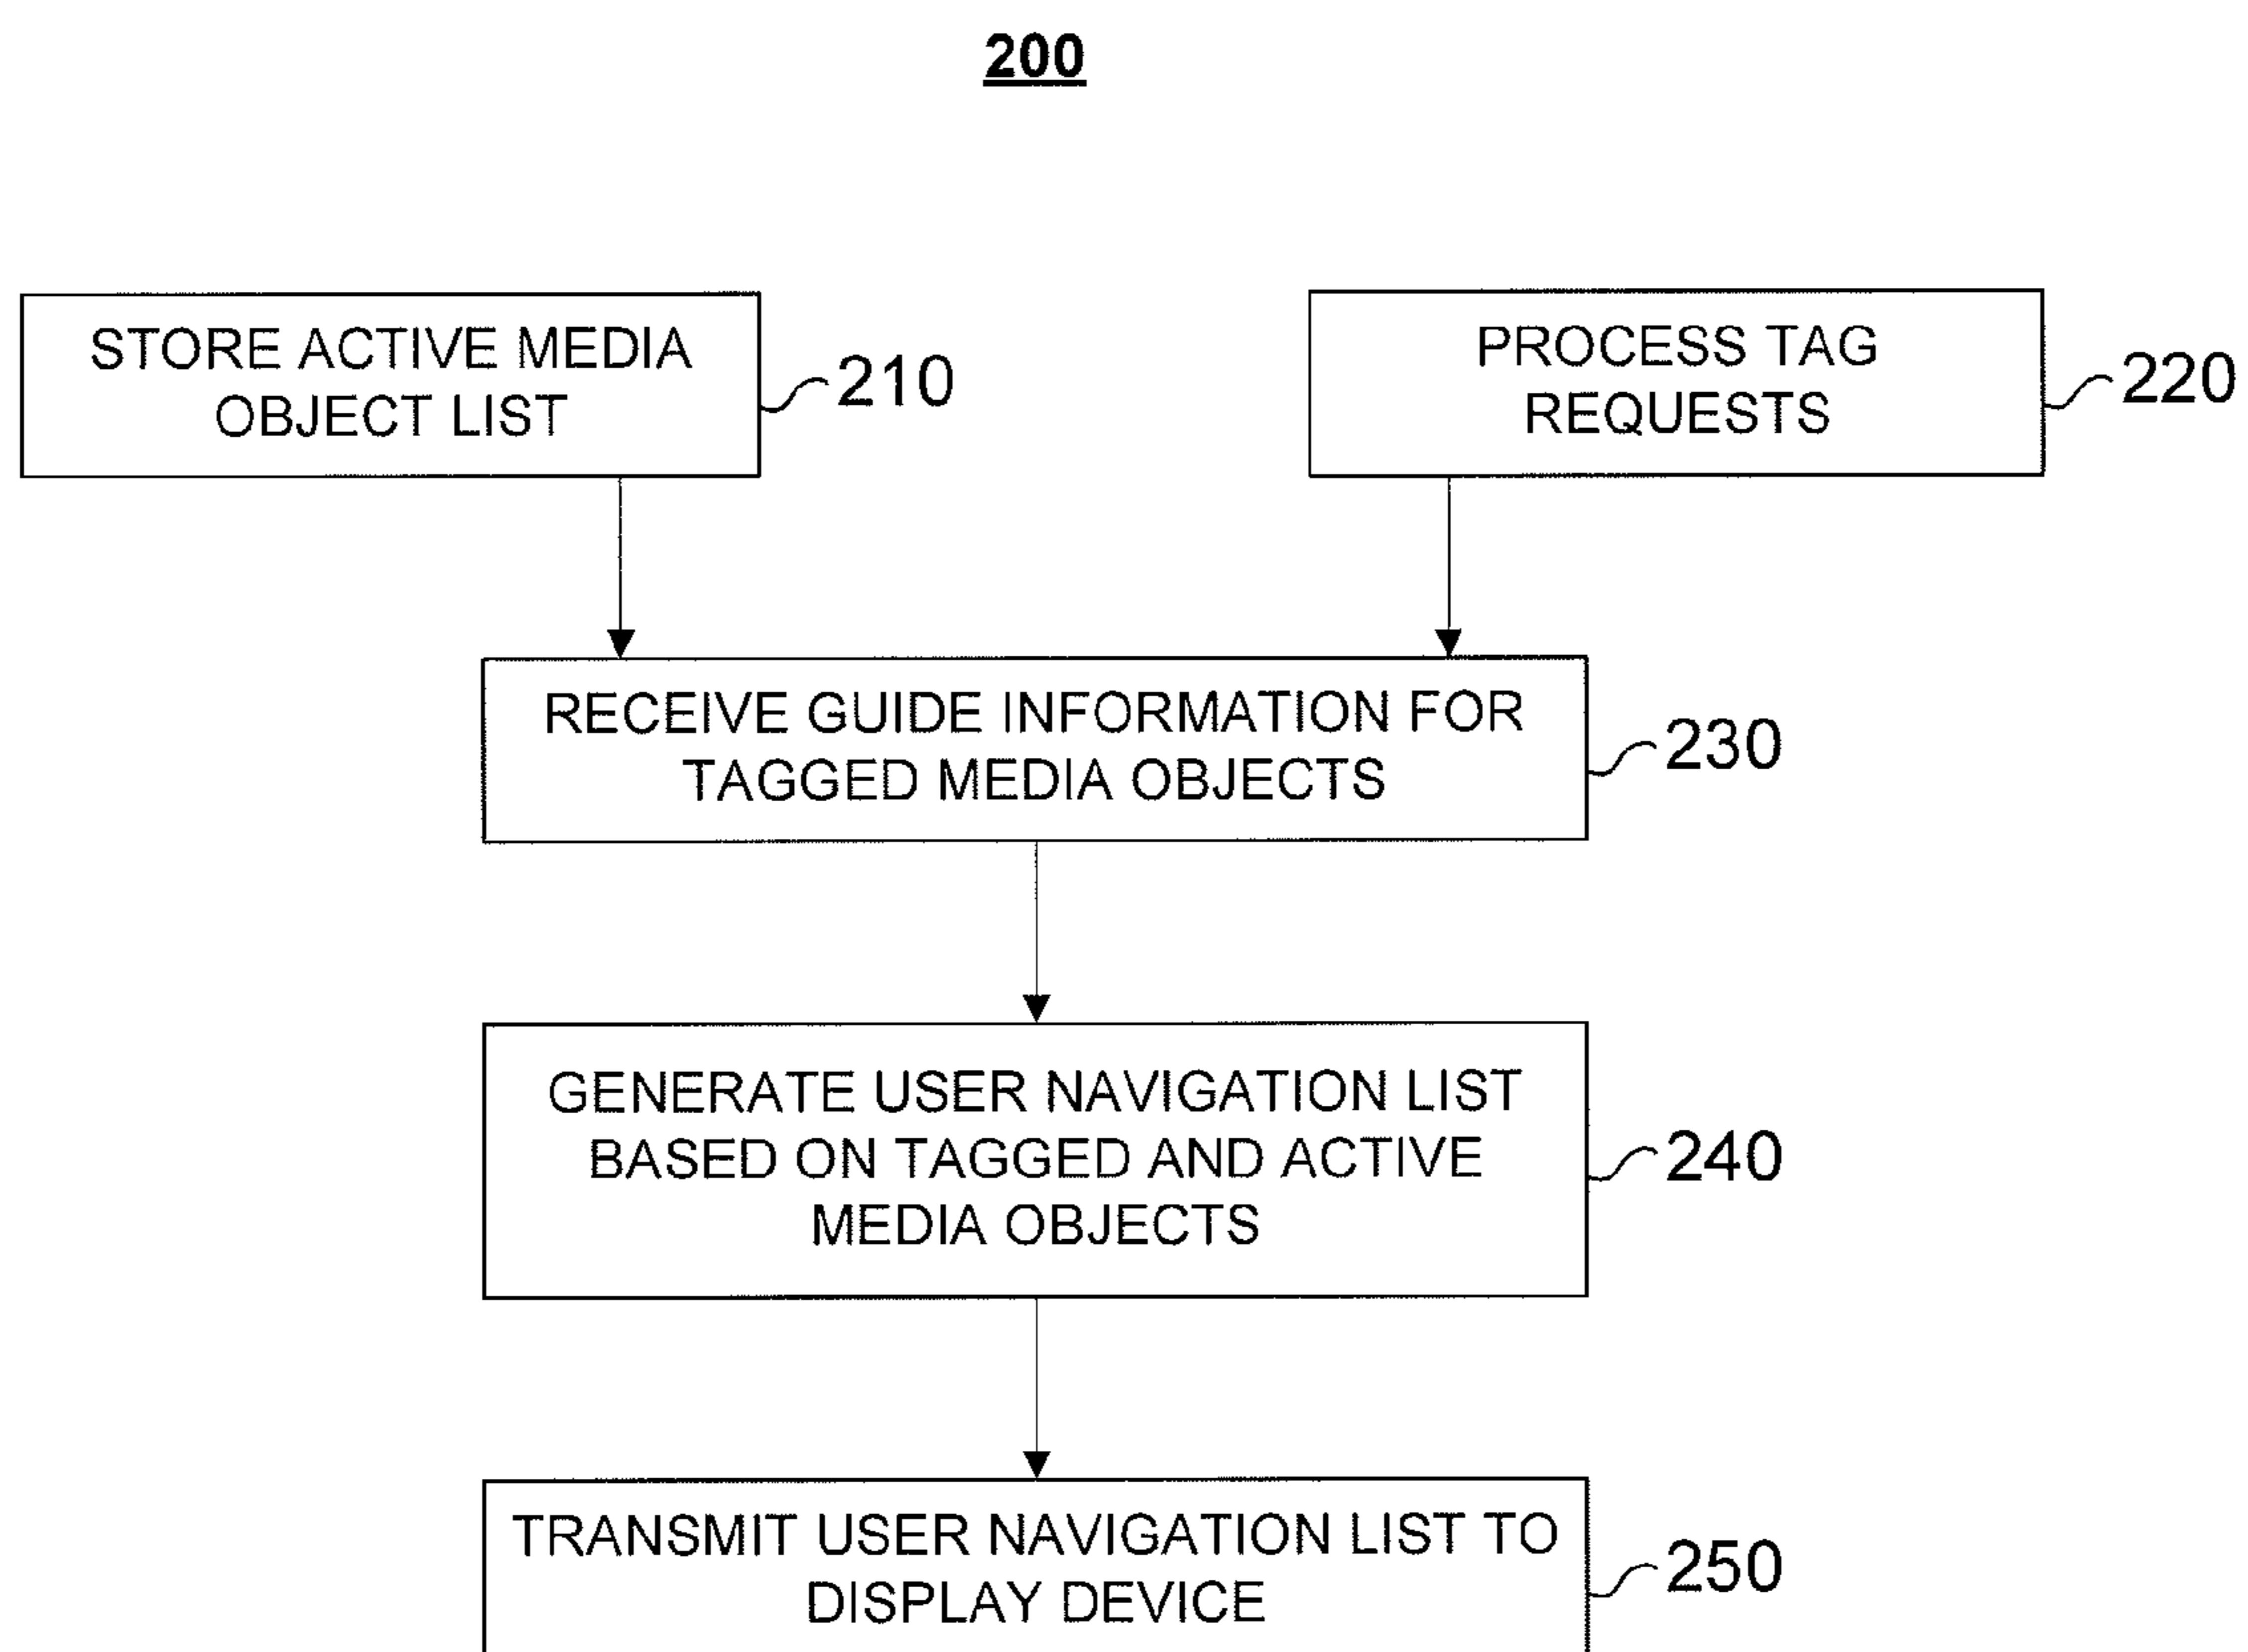 200
STORE ACTIVE MEDIA
OBJECT LIST
210
PROCESS TAG
REQUESTS
220
RECEIVE GUIDE INFORMATION FOR
TAGGED MEDIA OBJECTS
230
GENERATE USER NAVIGATION LIST
BASED ON TAGGED AND ACTIVE
MEDIA OBJECTS
240
TRANSMIT USER NAVIGATION LIST TO
DISPLAY DEVICE
250